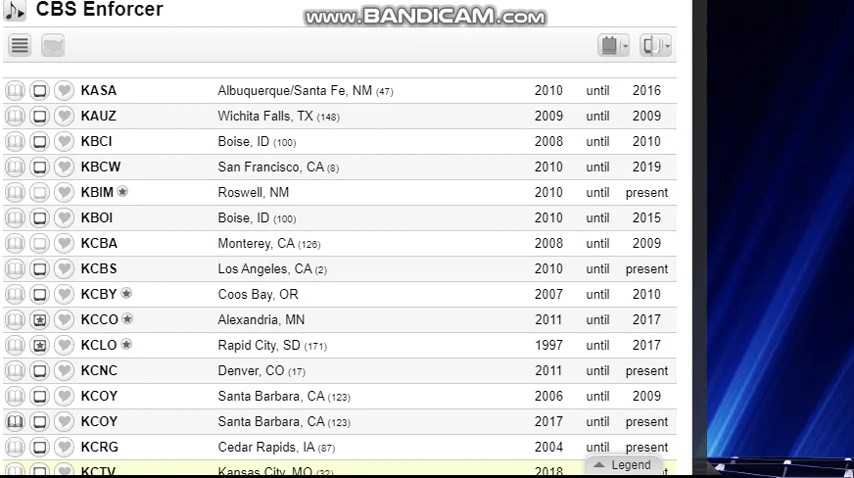 CBS Enforcer
www.BANDICAM.com
KASA Albuquerque/Santa Fe, NM (47) 2010 until 2016
KAUZ Wichita Falls, TX (148) 2009 until 2009
KBCI Boise, ID (100) 2008 until 2010
KBCW San Francisco, CA (8) 2010 until 2019
KBIM Roswell, NM 2010 until present
KBOI Boise, ID (100) 2010 until 2015
KCBA Monterey, CA (126) 2008 until 2009
KCBS Los Angeles, CA (2) 2010 until present
KCBY Coos Bay, OR 2007 until 2010
KCCO Alexandria, MN 2011 until 2017
KCLO Rapid City, SD (171) 1997 until 2017
KCNC Denver, CO (17) 2011 until present
KCOY Santa Barbara, CA (123) 2006 until 2009
KCOY Santa Barbara, CA (123) 2017 until present
KCRG Cedar Rapids, IA (87) 2004 until present
KCTV Kansas City, MO (32) 2018
Legend